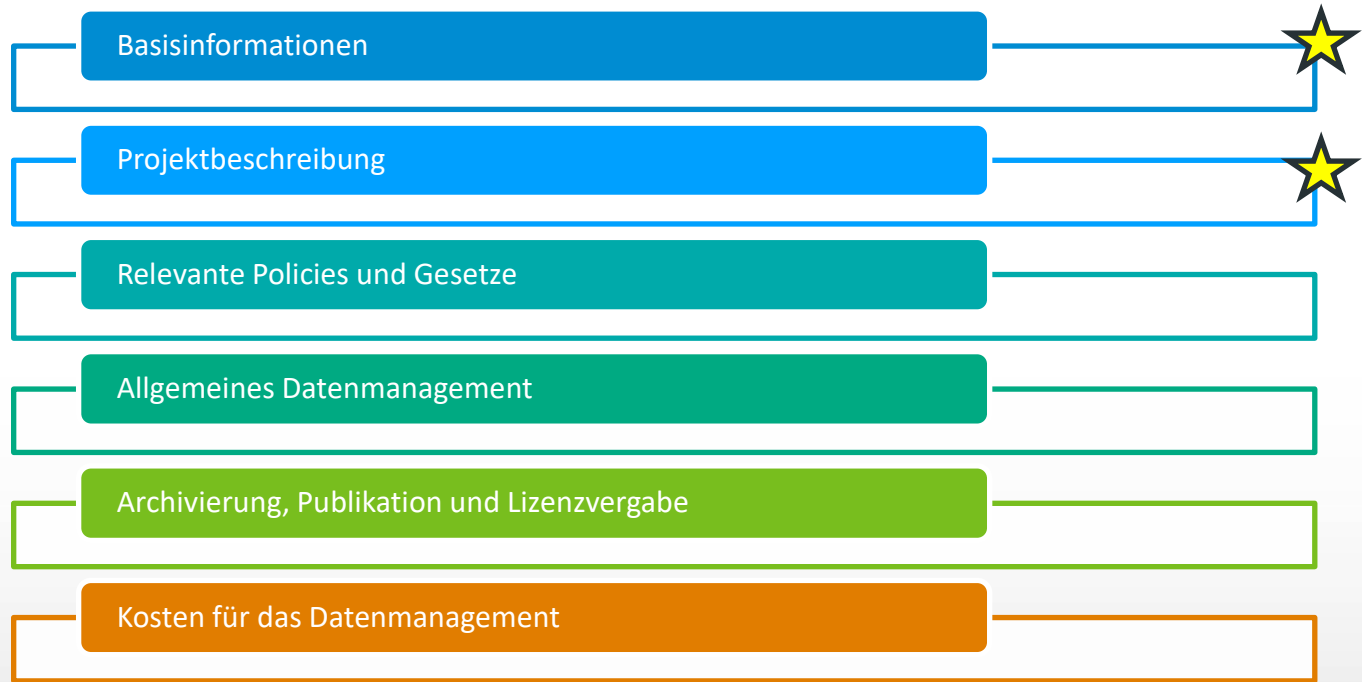 Basisinformationen
Projektbeschreibung
Relevante Policies und Gesetze
Allgemeines Datenmanagement
Archivierung, Publikation und Lizenzvergabe
Kosten für das Datenmanagement